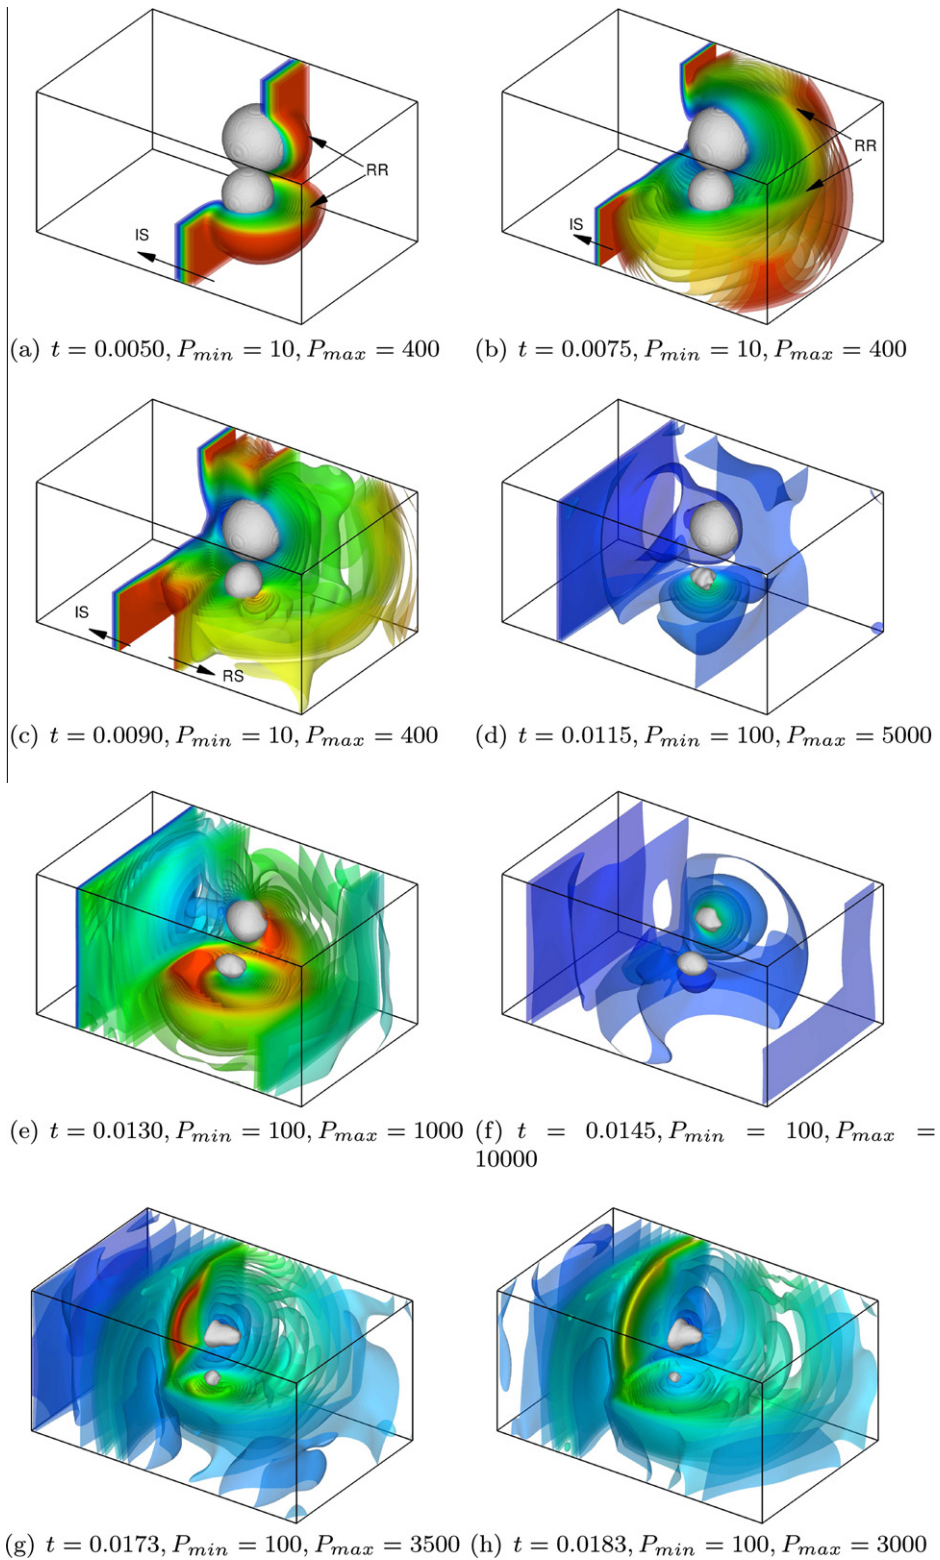 RR
IS
RR
IS
(a) t = 0.0050, P_min = 10, P_max = 400
(b) t = 0.0075, P_min = 10, P_max = 400
IS
RS
(c) t = 0.0090, P_min = 10, P_max = 400
(d) t = 0.0115, P_min = 100, P_max = 5000
(e) t = 0.0130, P_min = 100, P_max = 1000
(f) t = 0.0145, P_min = 100, P_max =
10000
(g) t = 0.0173, P_min = 100, P_max = 3500
(h) t = 0.0183, P_min = 100, P_max = 3000